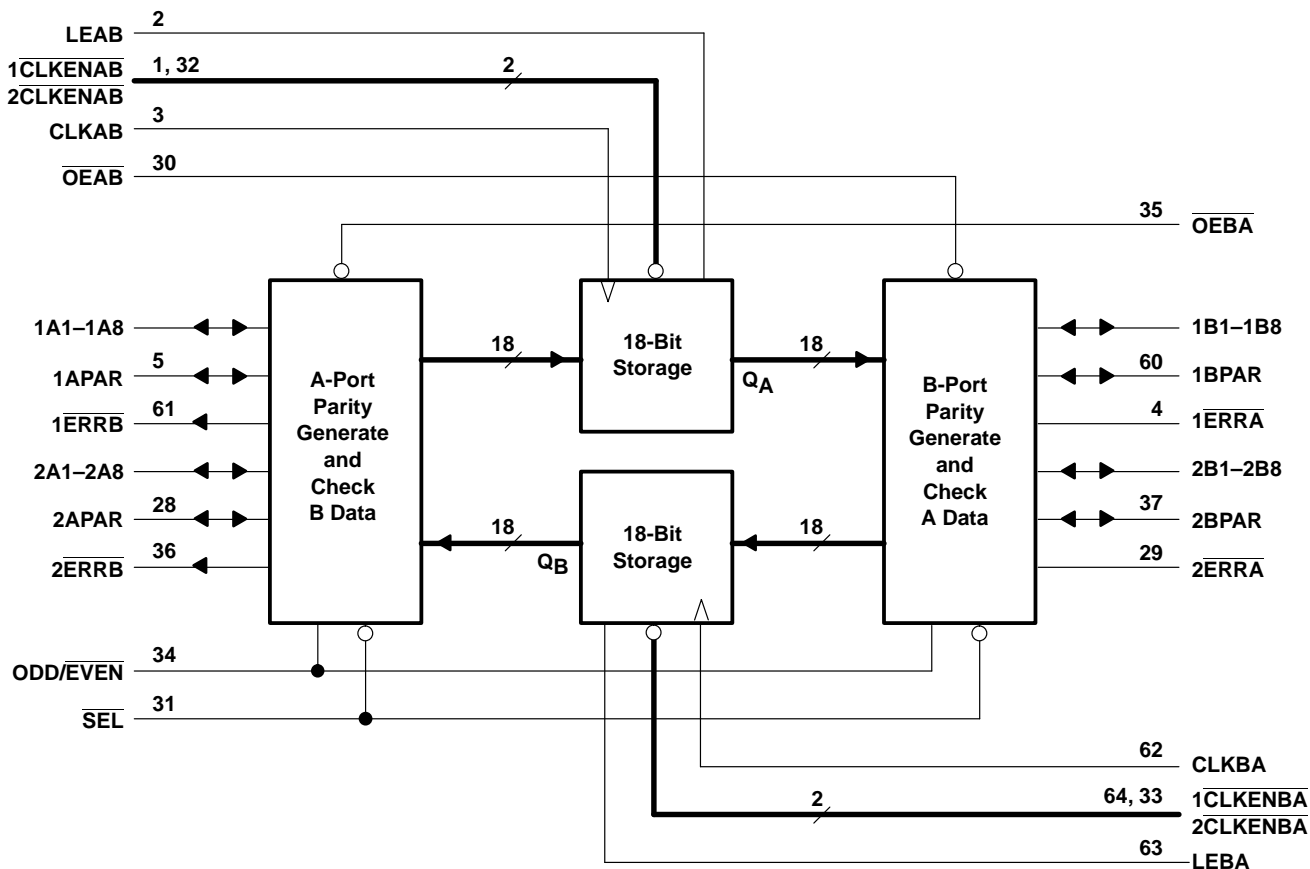 LEAB 2
1CLKENAB 1, 32 2
2CLKENAB
CLKAB 3
OEAB 30
35 OEBA
1A1–1A8
1APAR 5
1ERRB 61
2A1–2A8
2APAR 28
2ERRB 36
A-Port
Parity
Generate
and
Check
B Data
18
18-Bit
Storage
QA
18
18
QB
18-Bit
Storage
18
B-Port
Parity
Generate
and
Check
A Data
1B1–1B8
60 1BPAR
4 1ERRA
2B1–2B8
37 2BPAR
29 2ERRA
ODD/EVEN 34
SEL 31
62 CLKBA
2 64, 33 1CLKENBA
2CLKENBA
63 LEBA